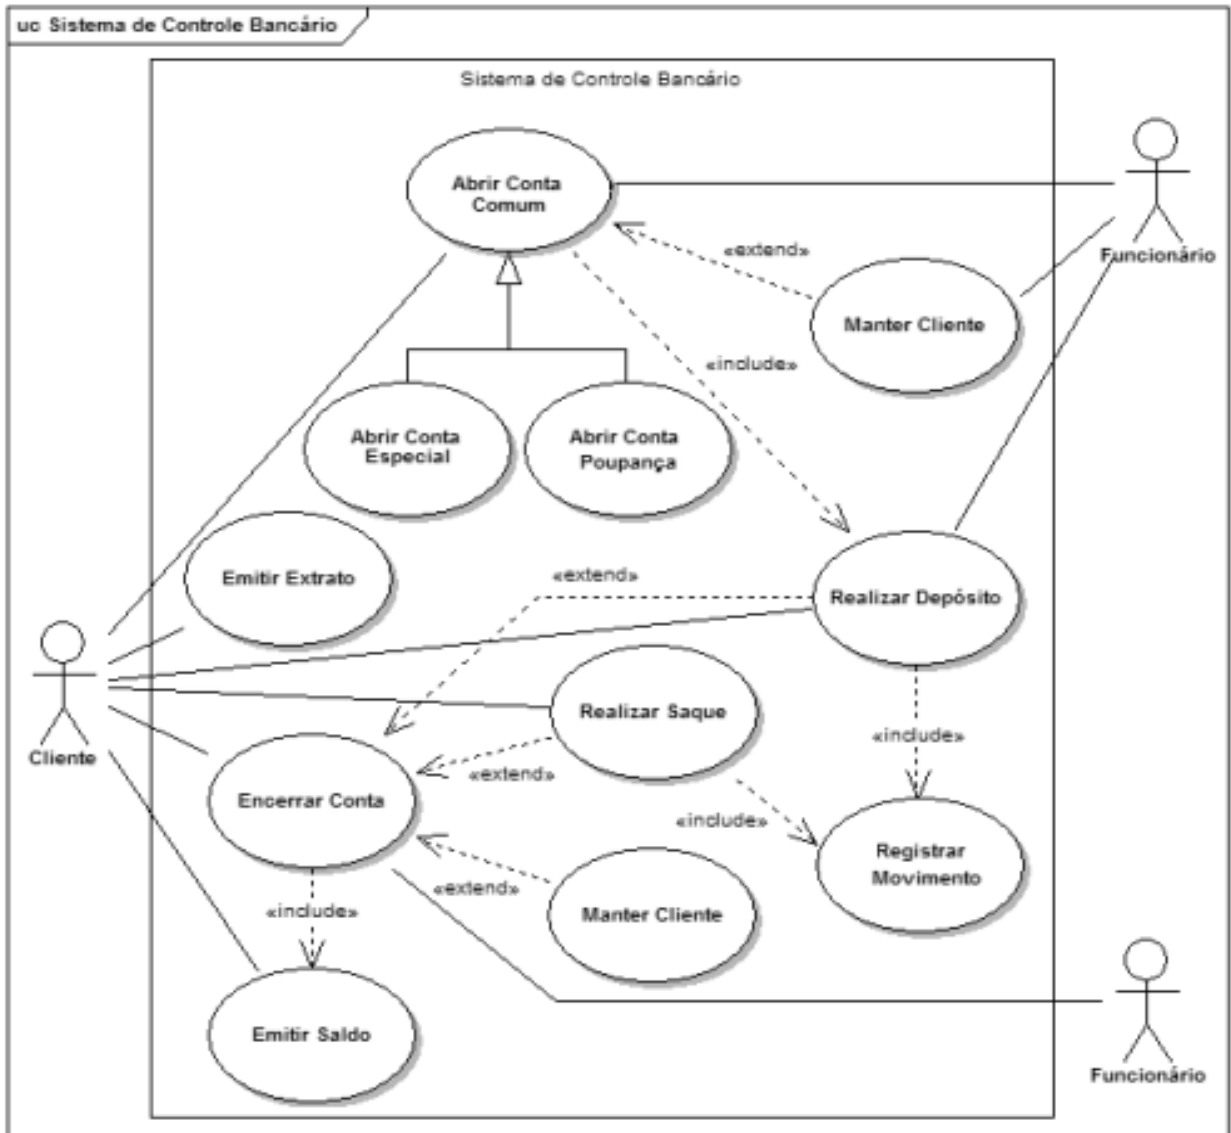 uc Sistema de Controle Bancário
Sistema de Controle Bancário
Abrir Conta
Comum
«extend»
Funcionário
Manter Cliente
«include»
Abrir Conta
Especial
Abrir Conta
Poupança
Emitir Extrato
«extend»
Realizar Depósito
Realizar Saque
Cliente
«include»
«extend»
Encerrar Conta
«include»
Registrar
Movimento
«extend»
«include»
Manter Cliente
Emitir Saldo
Funcionário